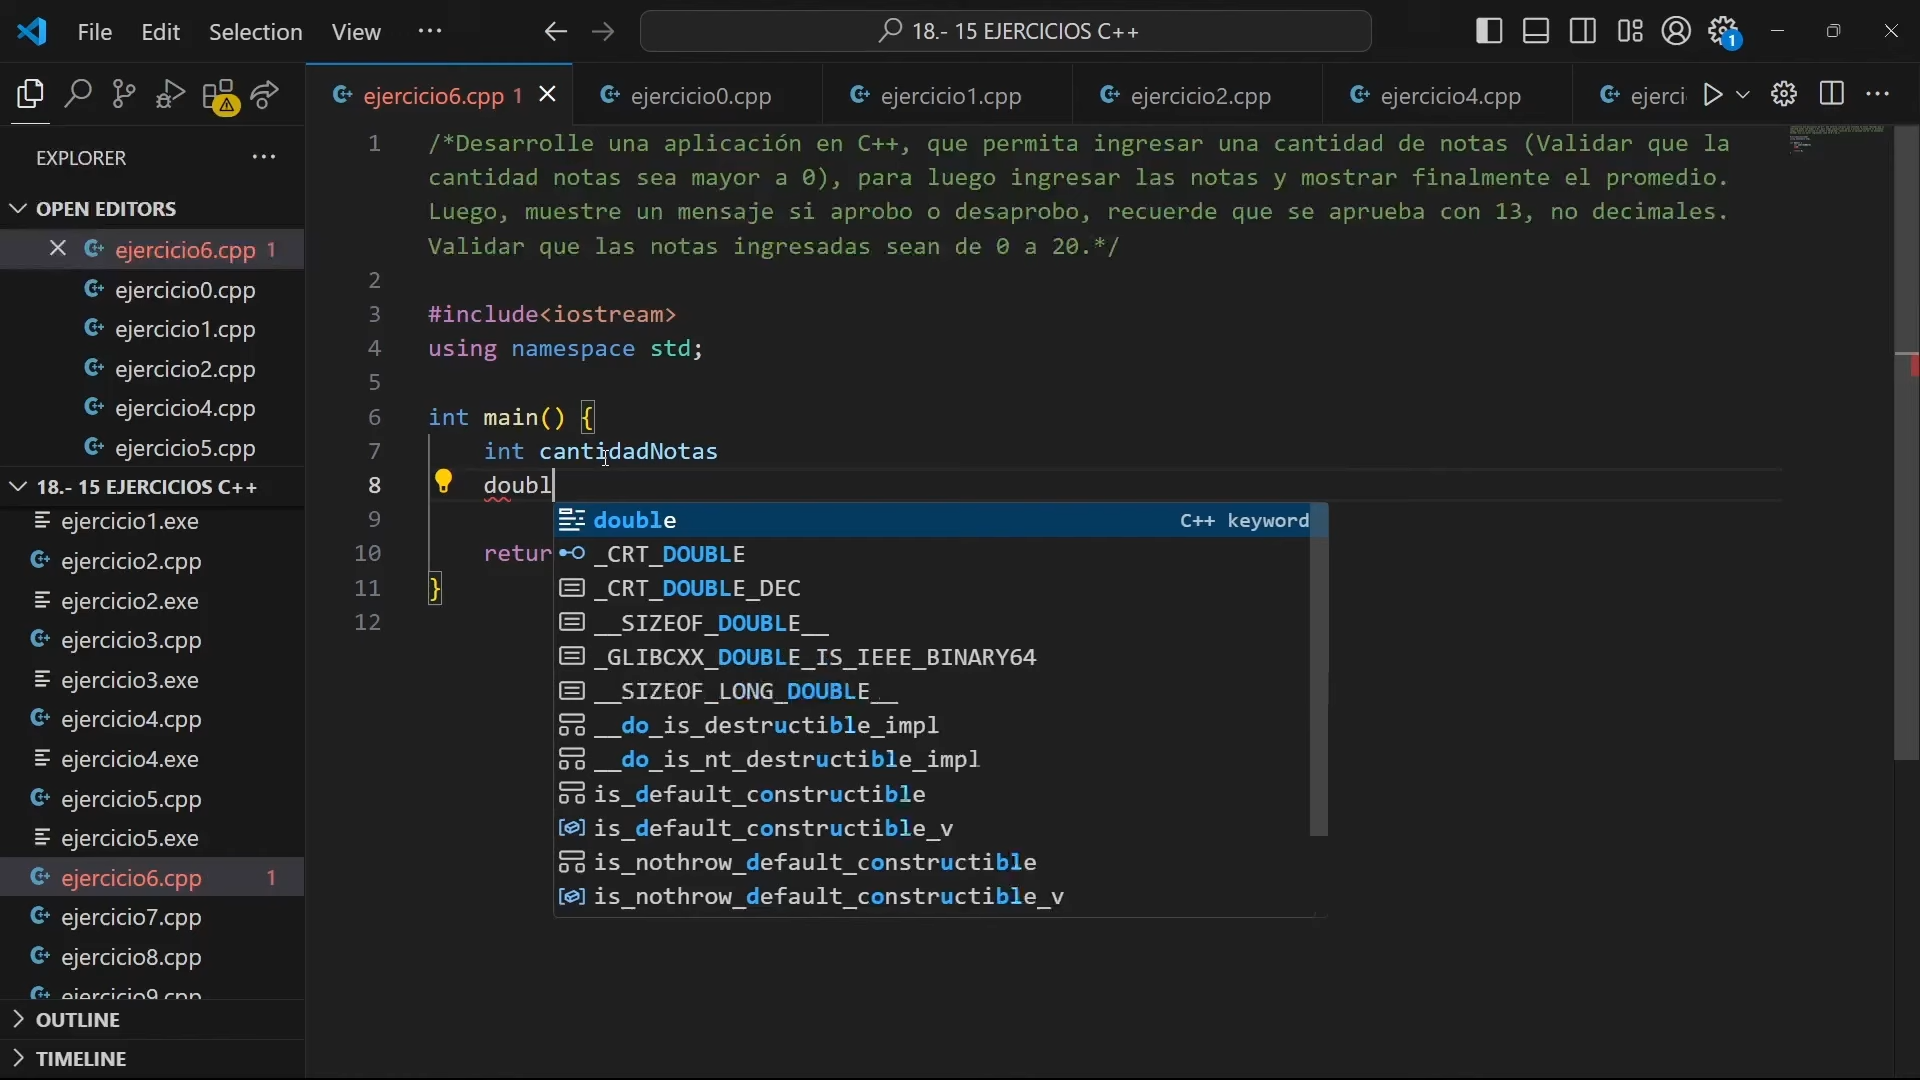 File Edit Selection View ··· 18.- 15 EJERCICIOS C++ 1
ejercicio6.cpp 1 ejercicio0.cpp ejercicio1.cpp ejercicio2.cpp ejercicio4.cpp ejerci
EXPLORER
OPEN EDITORS
ejercicio6.cpp 1
ejercicio0.cpp
ejercicio1.cpp
ejercicio2.cpp
ejercicio4.cpp
ejercicio5.cpp
18.- 15 EJERCICIOS C++
ejercicio1.exe
ejercicio2.cpp
ejercicio2.exe
ejercicio3.cpp
ejercicio3.exe
ejercicio4.cpp
ejercicio4.exe
ejercicio5.cpp
ejercicio5.exe
ejercicio6.cpp 1
ejercicio7.cpp
ejercicio8.cpp
ejercicio9.cpp
OUTLINE
TIMELINE
1 /*Desarrolle una aplicación en C++, que permita ingresar una cantidad de notas (Validar que la
cantidad notas sea mayor a 0), para luego ingresar las notas y mostrar finalmente el promedio.
Luego, muestre un mensaje si aprobo o desaprobo, recuerde que se aprueba con 13, no decimales.
Validar que las notas ingresadas sean de 0 a 20.*/
2
3 #include<iostream>
4 using namespace std;
5
6 int main() {
7 int cantidadNotas
8 doubl
9
10 retur
11 }
12
double C++ keyword
_CRT_DOUBLE
_CRT_DOUBLE_DEC
__SIZEOF_DOUBLE__
_GLIBCXX_DOUBLE_IS_IEEE_BINARY64
__SIZEOF_LONG_DOUBLE__
__do_is_destructible_impl
__do_is_nt_destructible_impl
is_default_constructible
is_default_constructible_v
is_nothrow_default_constructible
is_nothrow_default_constructible_v